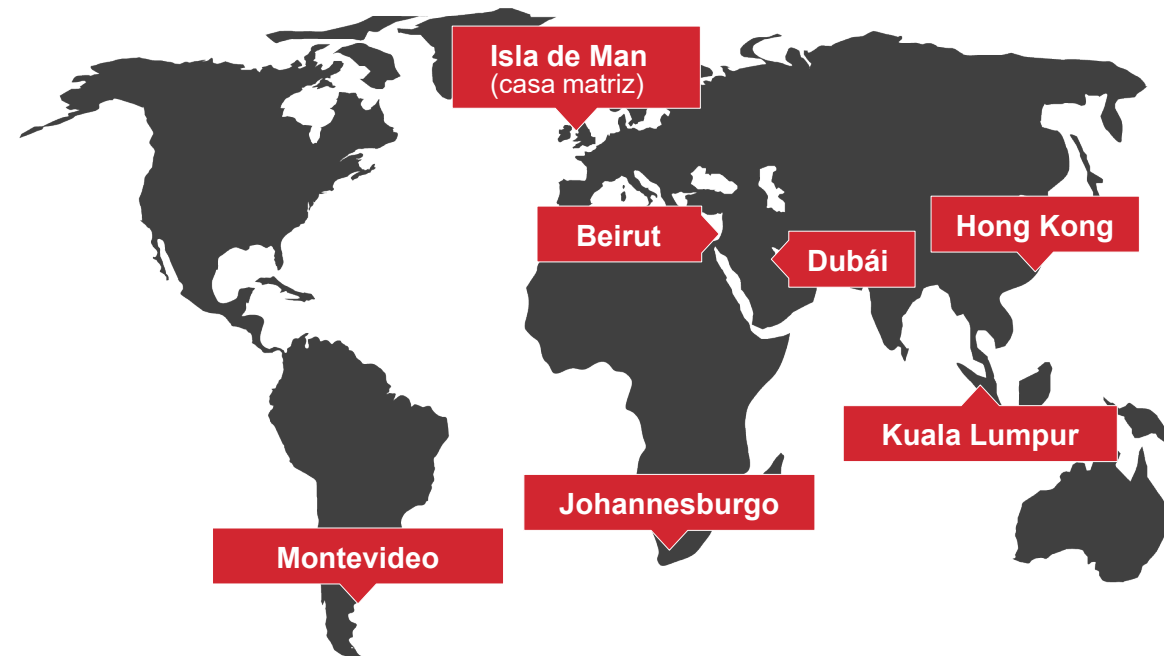 Isla de Man
(casa matriz)
Beirut
Dubái
Hong Kong
Kuala Lumpur
Johannesburgo
Montevideo